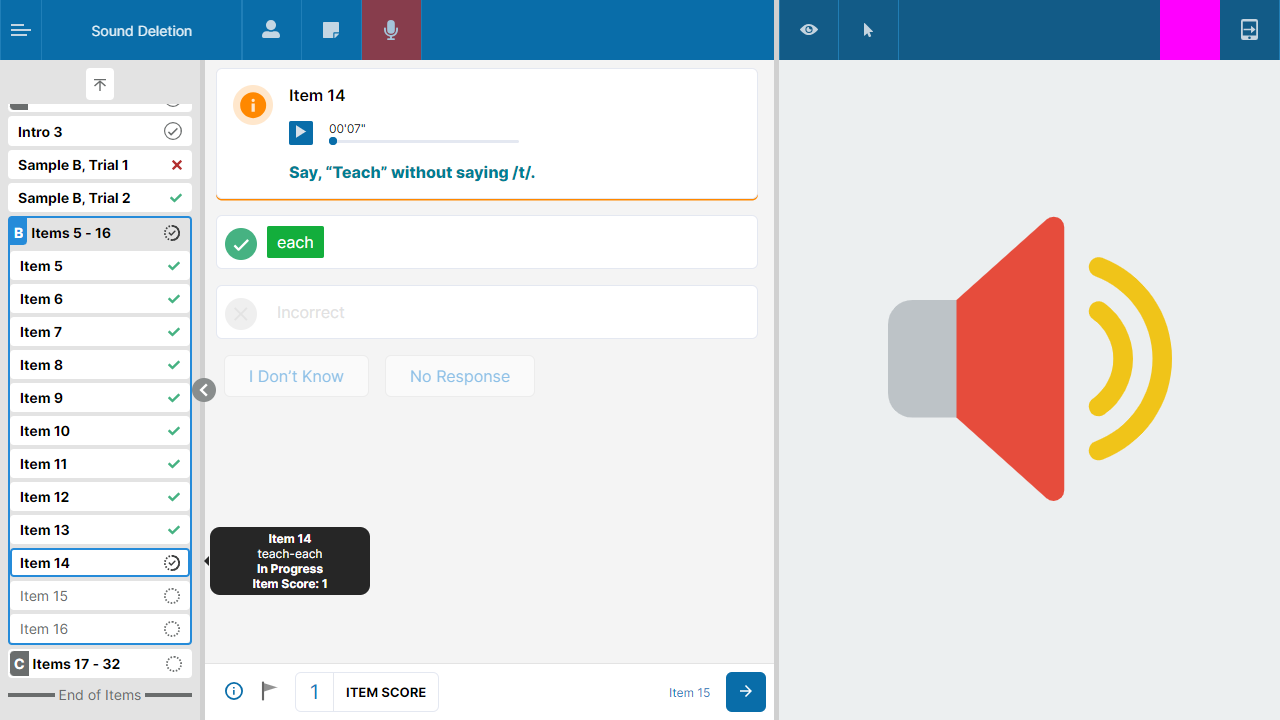 Sound Deletion
Intro 3
Sample B, Trial 1
Sample B, Trial 2
B Items 5 - 16
Item 5
Item 6
Item 7
Item 8
Item 9
Item 10
Item 11
Item 12
Item 13
Item 14
Item 15
Item 16
C Items 17 - 32
End of Items
Item 14
00'07"
Say, “Teach” without saying /t/.
each
Incorrect
I Don’t Know
No Response
Item 14
teach-each
In Progress
Item Score: 1
1 ITEM SCORE
Item 15